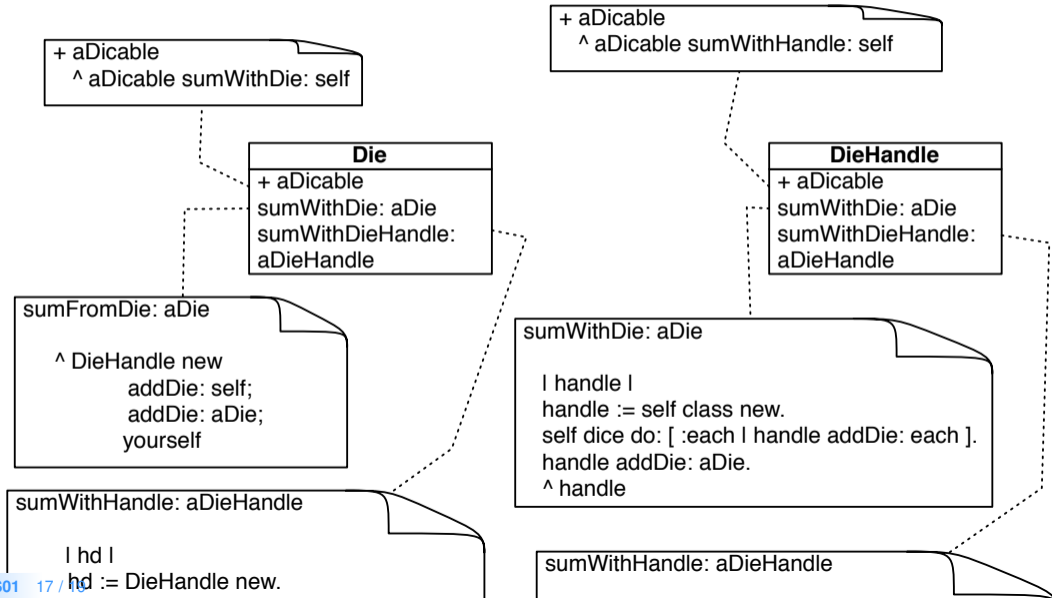 + aDicable
^ aDicable sumWithDie: self
+ aDicable
^ aDicable sumWithHandle: self
Die
+ aDicable
sumWithDie: aDie
sumWithDieHandle:
aDieHandle
DieHandle
+ aDicable
sumWithDie: aDie
sumWithDieHandle:
aDieHandle
sumFromDie: aDie
^ DieHandle new
addDie: self;
addDie: aDie;
yourself
sumWithDie: aDie
| handle |
handle := self class new.
self dice do: [ :each | handle addDie: each ].
handle addDie: aDie.
^ handle
sumWithHandle: aDieHandle
| hd |
hd := DieHandle new.
sumWithHandle: aDieHandle
01 17 / 19